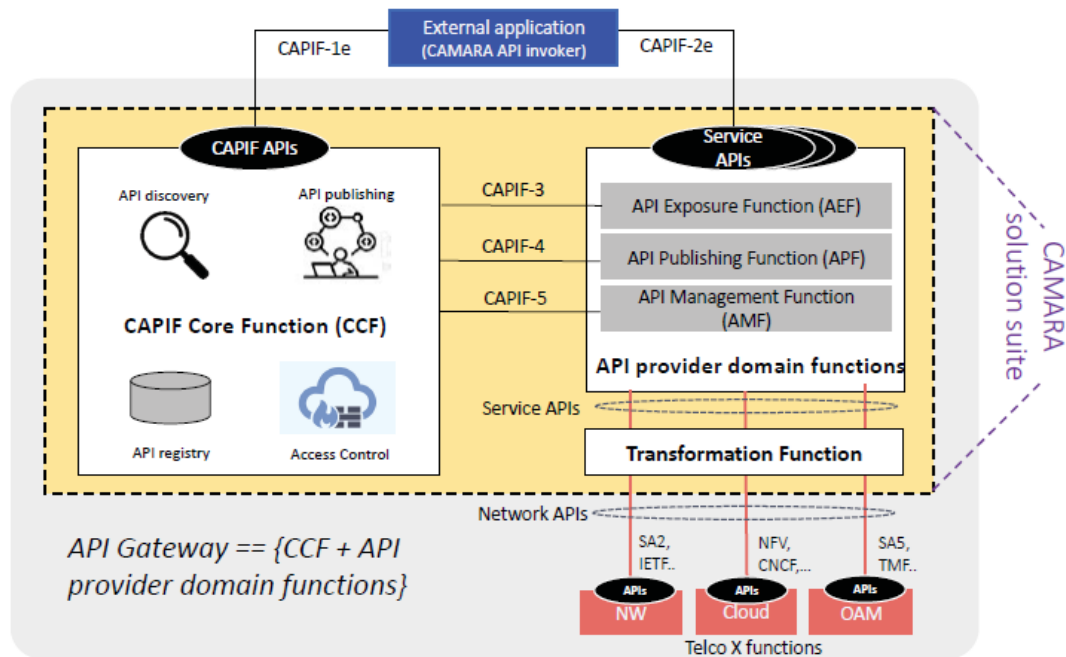 External application
(CAMARA API invoker)
CAPIF-1e
CAPIF-2e
CAPIF APIs
Service
APIs
API discovery
API publishing
CAPIF-3
API Exposure Function (AEF)
CAPIF-4
API Publishing Function (APF)
CAPIF-5
API Management Function
(AMF)
CAPIF Core Function (CCF)
API provider domain functions
API registry
Access Control
Service APIs
Transformation Function
CAMARA
solution suite
Network APIs
API Gateway == {CCF + API
provider domain functions}
SA2,
IETF..
NFV,
CNCF,...
SA5,
TMF..
APIs
NW
APIs
Cloud
APIs
OAM
Telco X functions